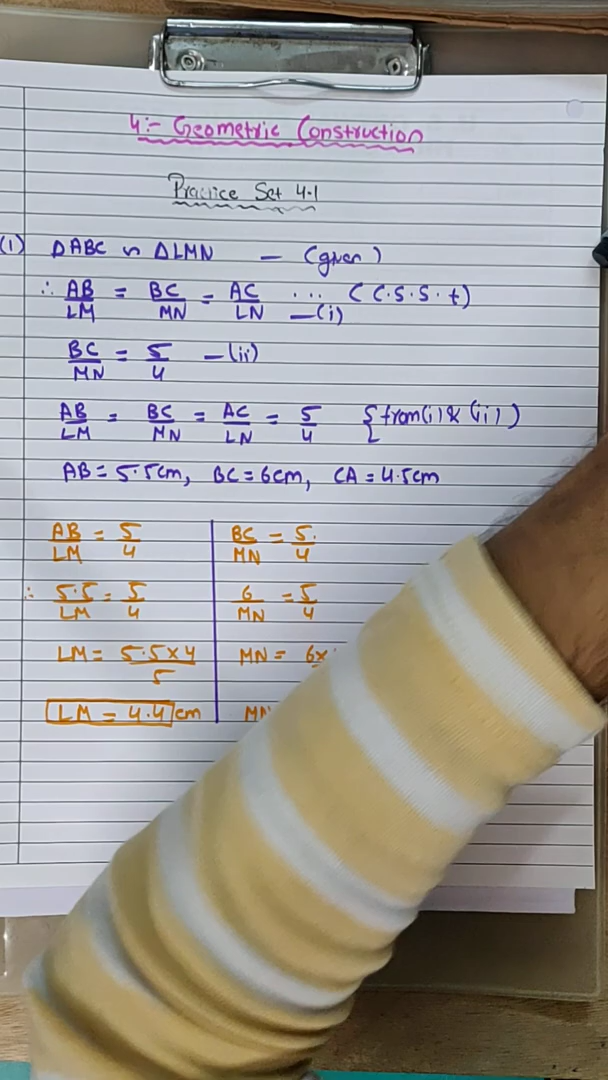 4:- Geometric Construction
Practice Set 4.1
(1) ΔABC ~ ΔLMN — (given)
∴ AB/LM = BC/MN = AC/LN —(i) ... (C.S.S.t)
BC/MN = 5/4 —(ii)
AB/LM = BC/MN = AC/LN = 5/4 {from(i) & (ii)}
AB = 5.5cm, BC = 6cm, CA = 4.5cm
AB/LM = 5/4
∴ 5.5/LM = 5/4
LM = 5.5×4/5
LM = 4.4 cm
BC/MN = 5/4
6/MN = 5/4
MN = 6×
MN